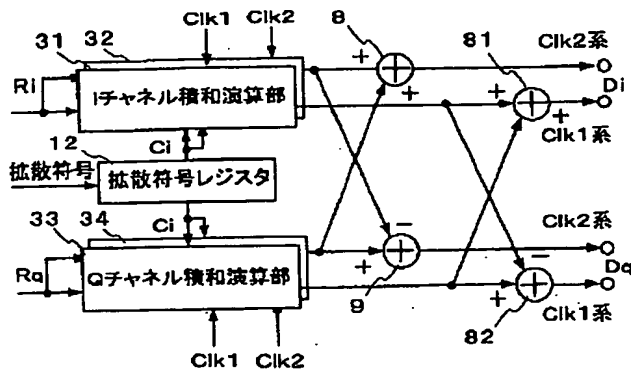 Clk1 Clk2
31 32
8
81
Clk2系
Ri
Iチャネル積和演算部
+
+
+
+
Di
Clk1系
12
Ci
拡散符号
拡散符号レジスタ
Ci
33 34
−
+
Clk2系
Rq
Qチャネル積和演算部
9
−
+
Dq
Clk1系
82
Clk1 Clk2